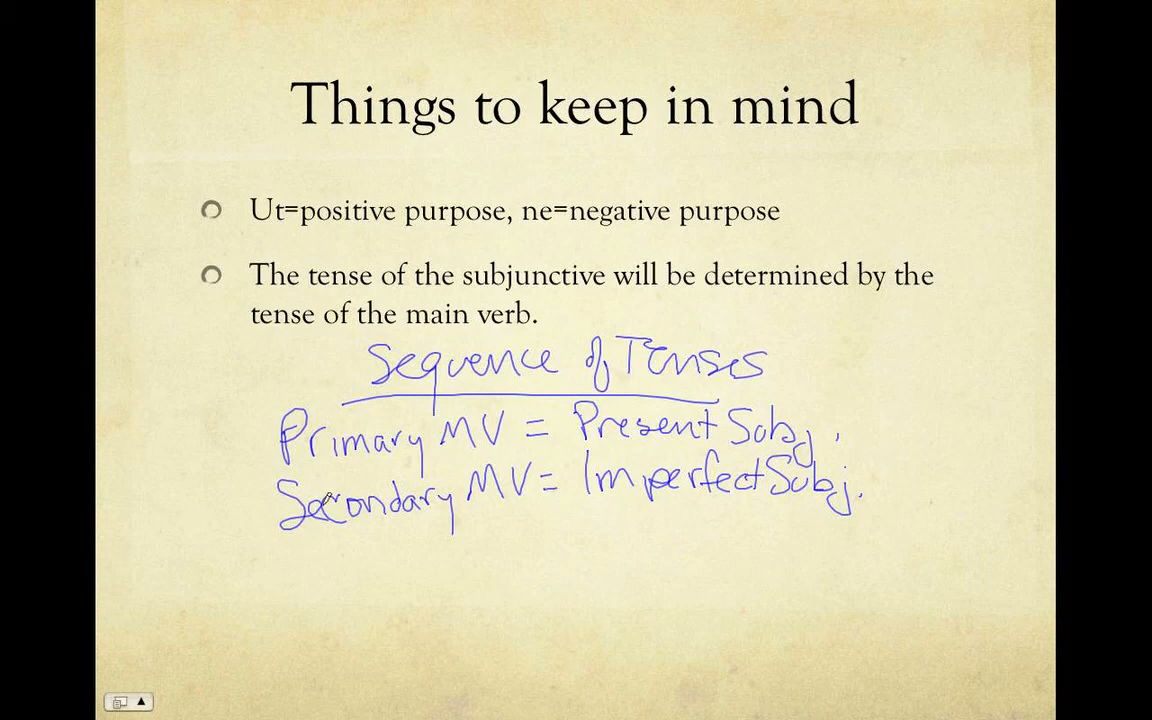 Things to keep in mind
Ut=positive purpose, ne=negative purpose
The tense of the subjunctive will be determined by the
tense of the main verb.
Sequence of Tenses
Primary MV = Present Subj.
Secondary MV = Imperfect Subj.